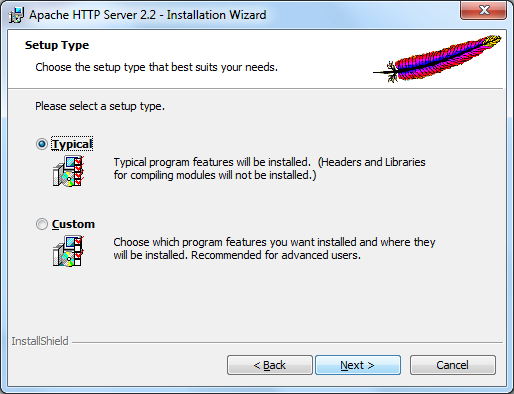 Apache HTTP Server 2.2 - Installation Wizard
Setup Type
Choose the setup type that best suits your needs.
Please select a setup type.
Typical
Typical program features will be installed. (Headers and Libraries
for compiling modules will not be installed.)
Custom
Choose which program features you want installed and where they
will be installed. Recommended for advanced users.
InstallShield
< Back
Next >
Cancel